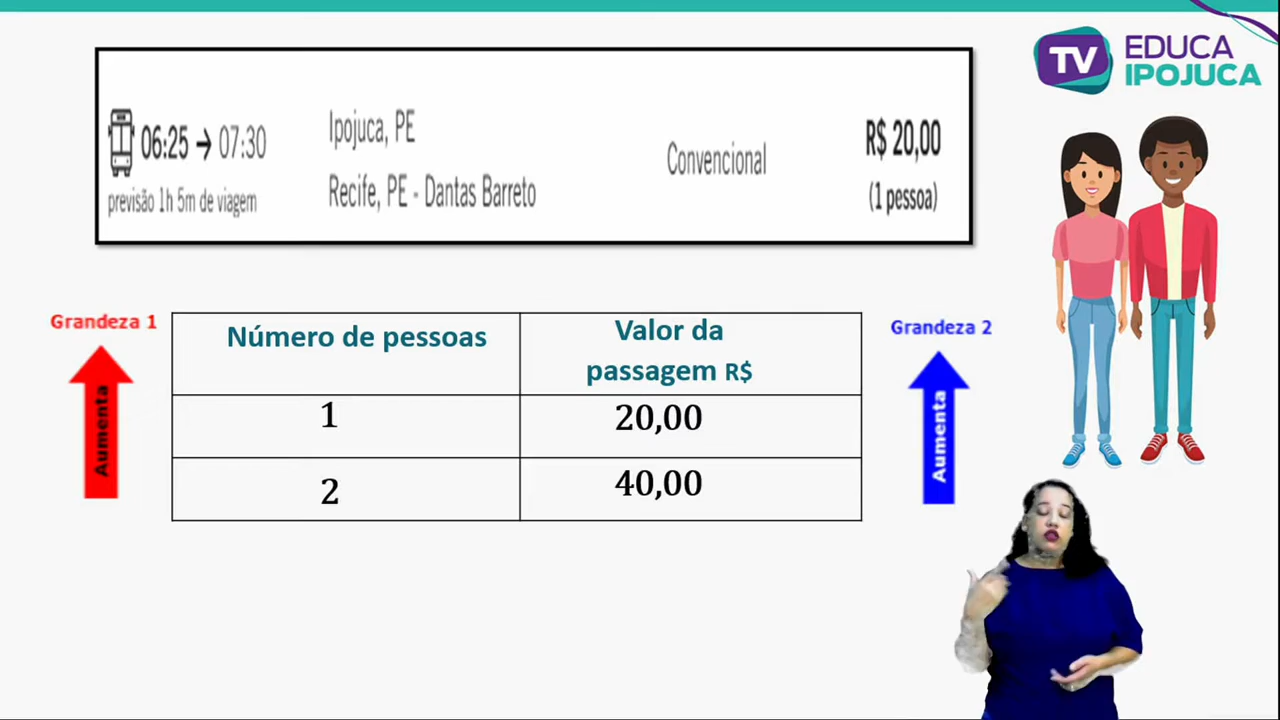 TV EDUCA
IPOJUCA
06:25 → 07:30
previsão 1h 5m de viagem
Ipojuca, PE
Recife, PE - Dantas Barreto
Convencional
R$ 20,00
(1 pessoa)
Grandeza 1
Aumenta
Número de pessoas
Valor da
passagem R$
1
20,00
2
40,00
Grandeza 2
Aumenta